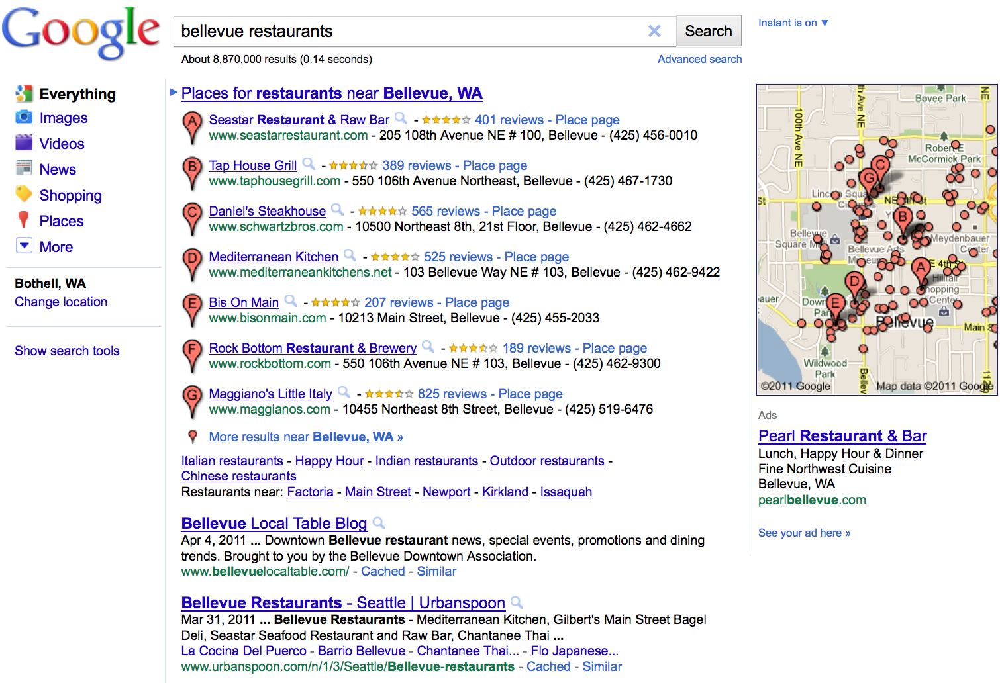 Google
bellevue restaurants
Search
Instant is on ▼
About 8,870,000 results (0.14 seconds)
Advanced search
Everything
Images
Videos
News
Shopping
Places
More
Bothell, WA
Change location
Show search tools
Places for restaurants near Bellevue, WA
A Seastar Restaurant & Raw Bar - 401 reviews - Place page
www.seastarrestaurant.com - 205 108th Avenue NE # 100, Bellevue - (425) 456-0010
B Tap House Grill - 389 reviews - Place page
www.taphousegrill.com - 550 106th Avenue Northeast, Bellevue - (425) 467-1730
C Daniel's Steakhouse - 565 reviews - Place page
www.schwartzbros.com - 10500 Northeast 8th, 21st Floor, Bellevue - (425) 462-4662
D Mediterranean Kitchen - 525 reviews - Place page
www.mediterraneankitchens.net - 103 Bellevue Way NE # 103, Bellevue - (425) 462-9422
E Bis On Main - 207 reviews - Place page
www.bisonmain.com - 10213 Main Street, Bellevue - (425) 455-2033
F Rock Bottom Restaurant & Brewery - 189 reviews - Place page
www.rockbottom.com - 550 106th Avenue NE # 103, Bellevue - (425) 462-9300
G Maggiano's Little Italy - 825 reviews - Place page
www.maggianos.com - 10455 Northeast 8th Street, Bellevue - (425) 519-6476
More results near Bellevue, WA »
Italian restaurants - Happy Hour - Indian restaurants - Outdoor restaurants -
Chinese restaurants
Restaurants near: Factoria - Main Street - Newport - Kirkland - Issaquah
Bellevue Local Table Blog
Apr 4, 2011 ... Downtown Bellevue restaurant news, special events, promotions and dining
trends. Brought to you by the Bellevue Downtown Association.
www.bellevuelocaltable.com/ - Cached - Similar
Bellevue Restaurants - Seattle | Urbanspoon
Mar 31, 2011 ... Bellevue Restaurants - Mediterranean Kitchen, Gilbert's Main Street Bagel
Deli, Seastar Seafood Restaurant and Raw Bar, Chantanee Thai ...
La Cocina Del Puerco - Barrio Bellevue - Chantanee Thai... - Flo Japanese...
www.urbanspoon.com/n/1/3/Seattle/Bellevue-restaurants - Cached - Similar
Bovee Park
100th Ave NE
th Ave NE
NE
Robert E
McCormick Park
C
G
St
B
Bellevue
Meydenbauer
Center
Bellevue Arts
A
E 4th
D
E
Center
Bellevue
Main S
Wildwood
Park
Bellev
112
©2011 Google
Map data ©2011 Google
Ads
Pearl Restaurant & Bar
Lunch, Happy Hour & Dinner
Fine Northwest Cuisine
Bellevue, WA
pearlbellevue.com
See your ad here »